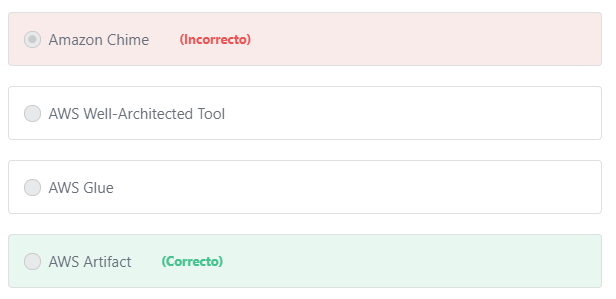 Amazon Chime (Incorrecto)
AWS Well-Architected Tool
AWS Glue
AWS Artifact (Correcto)